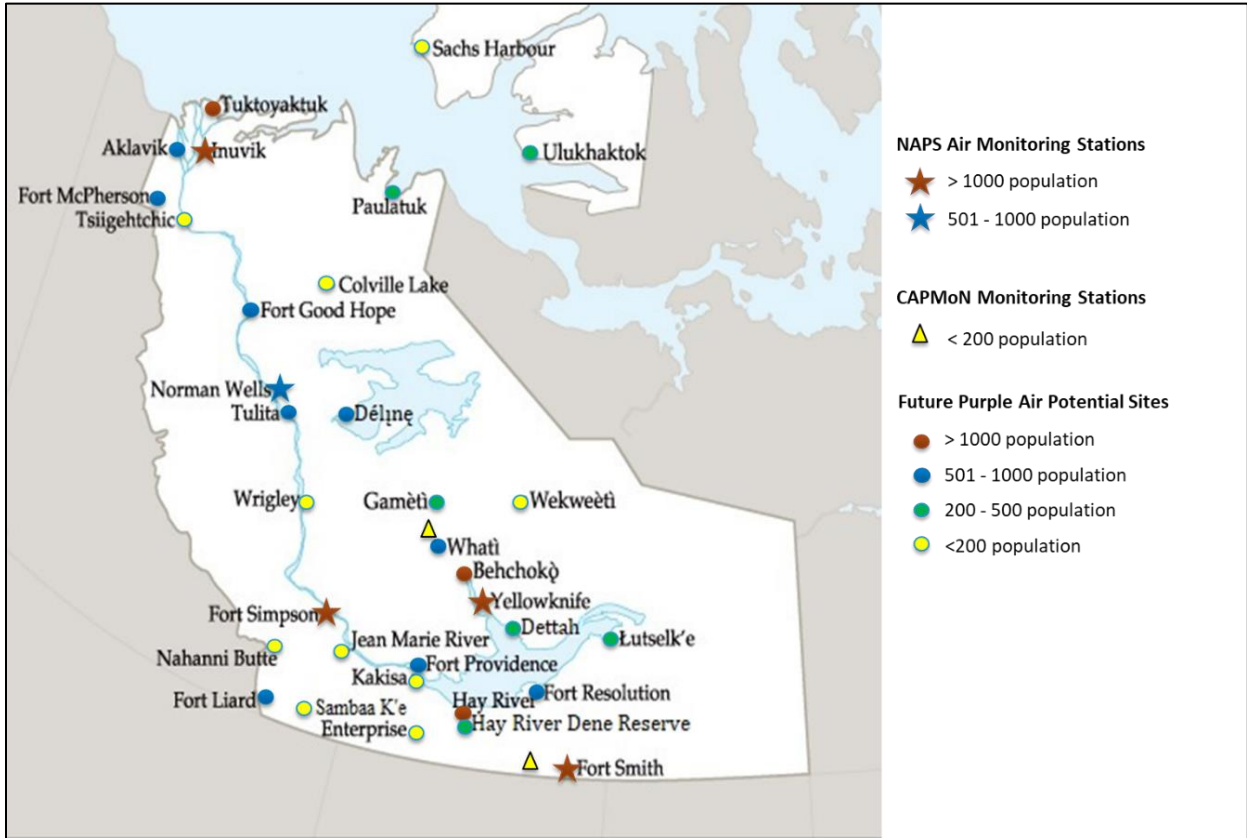 Sachs Harbour
Tuktoyaktuk
Aklavik
Inuvik
Ulukhaktok
Fort McPherson
Paulatuk
Tsiigehtchic
Colville Lake
Fort Good Hope
Norman Wells
Tulita
Délı̨nę
Wrigley
Gamètì
Wekweètì
Whatì
Behchokǫ̀
Yellowknife
Fort Simpson
Dettah
Jean Marie River
Łutselk'e
Nahanni Butte
Fort Providence
Kakisa
Fort Resolution
Fort Liard
Hay River
Sambaa K'e
Enterprise
Hay River Dene Reserve
Fort Smith
NAPS Air Monitoring Stations
> 1000 population
501 - 1000 population
CAPMoN Monitoring Stations
< 200 population
Future Purple Air Potential Sites
> 1000 population
501 - 1000 population
200 - 500 population
<200 population